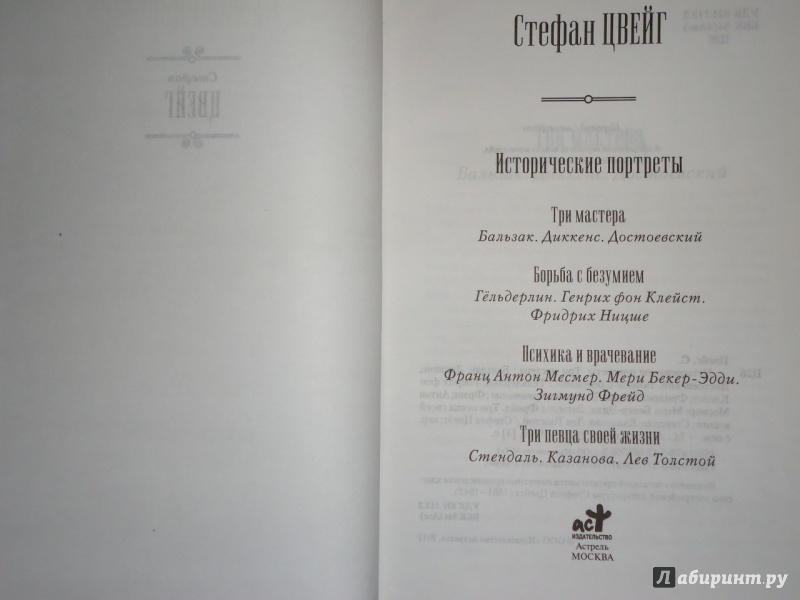 Стефан
ЦВЕЙГ
Стефан ЦВЕЙГ
Исторические портреты
Три мастера
Бальзак. Диккенс. Достоевский
Борьба с безумием
Гёльдерлин. Генрих фон Клейст.
Фридрих Ницше
Психика и врачевание
Франц Антон Месмер. Мери Бекер-Эдди.
Зигмунд Фрейд
Три певца своей жизни
Стендаль. Казанова. Лев Толстой
аст
ИЗДАТЕЛЬСТВО
Астрель
МОСКВА
Лабиринт.ру